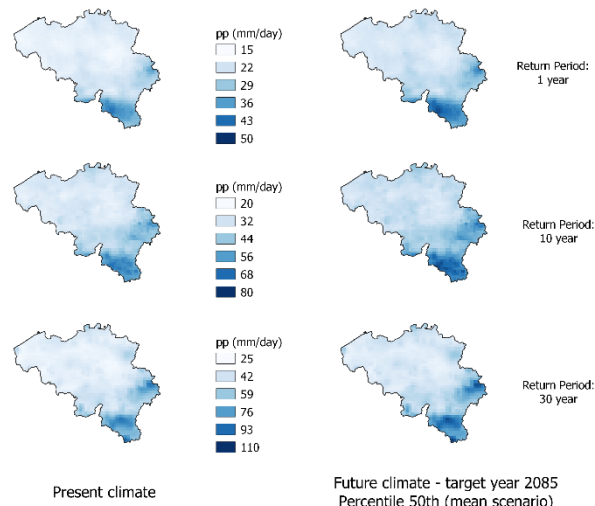 pp (mm/day)
15
22
29
36
43
50
Return Period:
1 year
pp (mm/day)
20
32
44
56
68
80
Return Period:
10 year
pp (mm/day)
25
42
59
76
93
110
Return Period:
30 year
Present climate
Future climate - target year 2085
Percentile 50th (mean scenario)